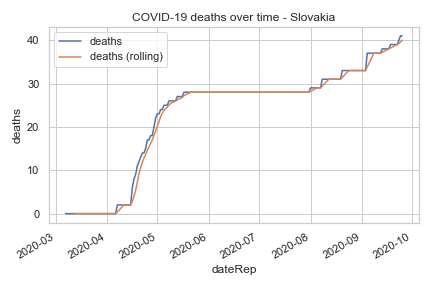 COVID-19 deaths over time - Slovakia
deaths
deaths (rolling)
40
30
20
10
0
deaths
2020-03
2020-04
2020-05
2020-06
2020-07
2020-08
2020-09
2020-10
dateRep